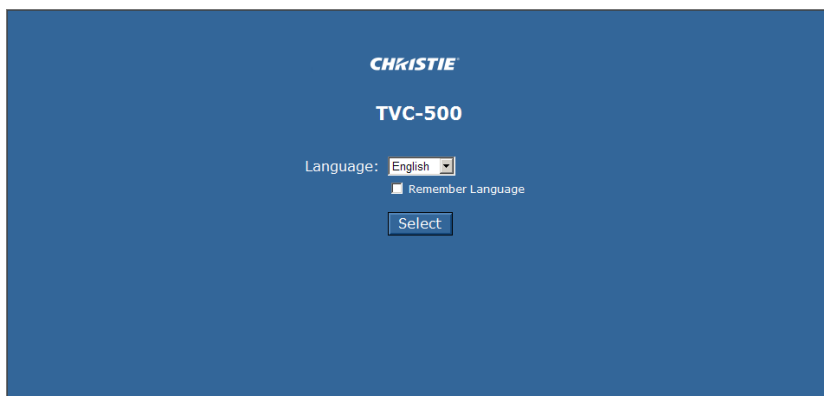 CHRISTIE
TVC-500
Language: English
Remember Language
Select